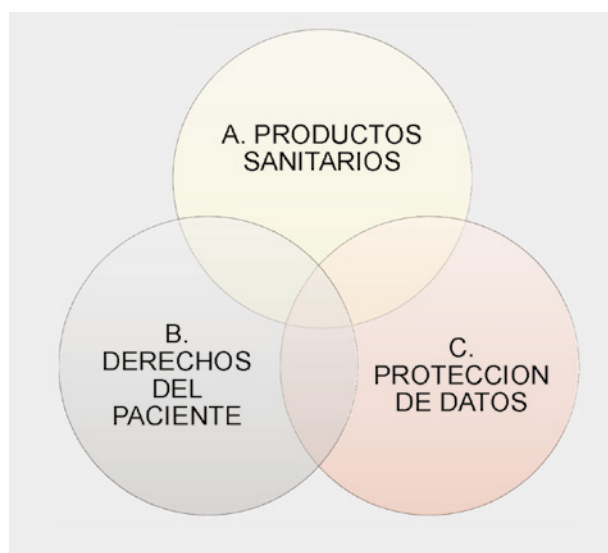 A. PRODUCTOS
SANITARIOS
B.
DERECHOS
DEL
PACIENTE
C.
PROTECCION
DE DATOS